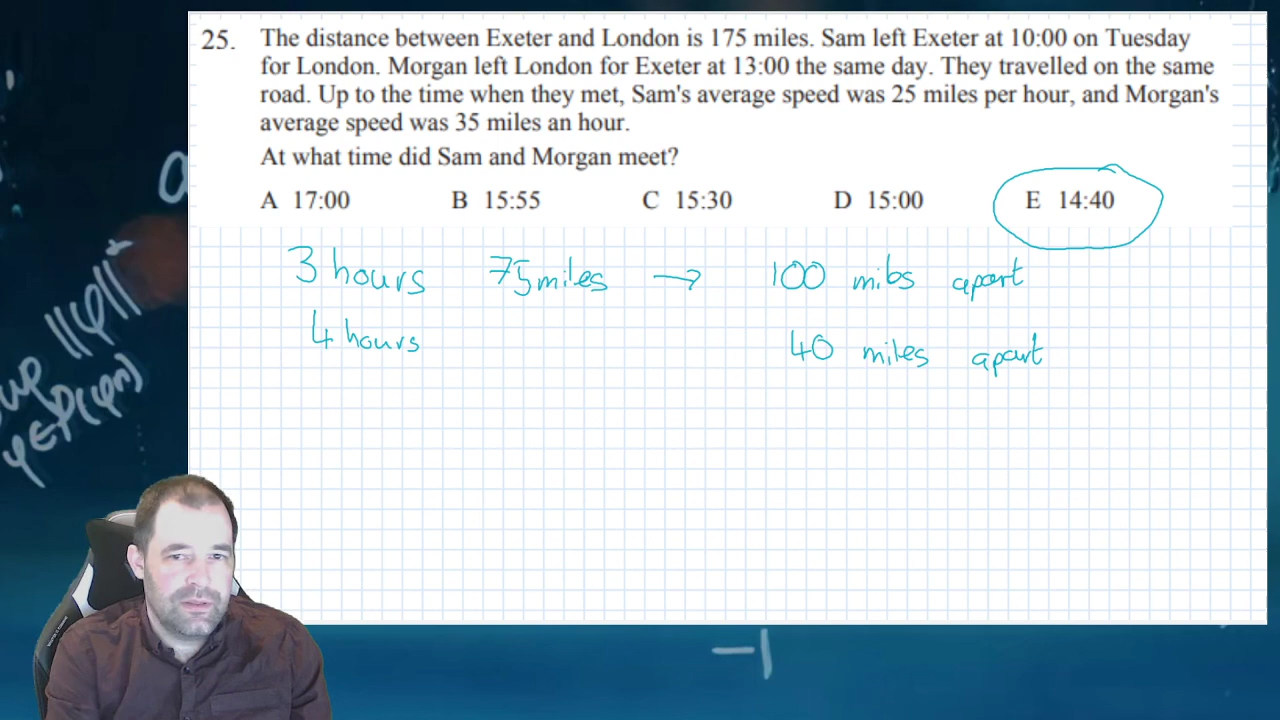 25. The distance between Exeter and London is 175 miles. Sam left Exeter at 10:00 on Tuesday
for London. Morgan left London for Exeter at 13:00 the same day. They travelled on the same
road. Up to the time when they met, Sam's average speed was 25 miles per hour, and Morgan's
average speed was 35 miles an hour.
At what time did Sam and Morgan meet?
A 17:00 B 15:55 C 15:30 D 15:00 E 14:40
3 hours 75 miles → 100 miles apart
4 hours 40 miles apart
||φ||
φ∈P(φn)
-1